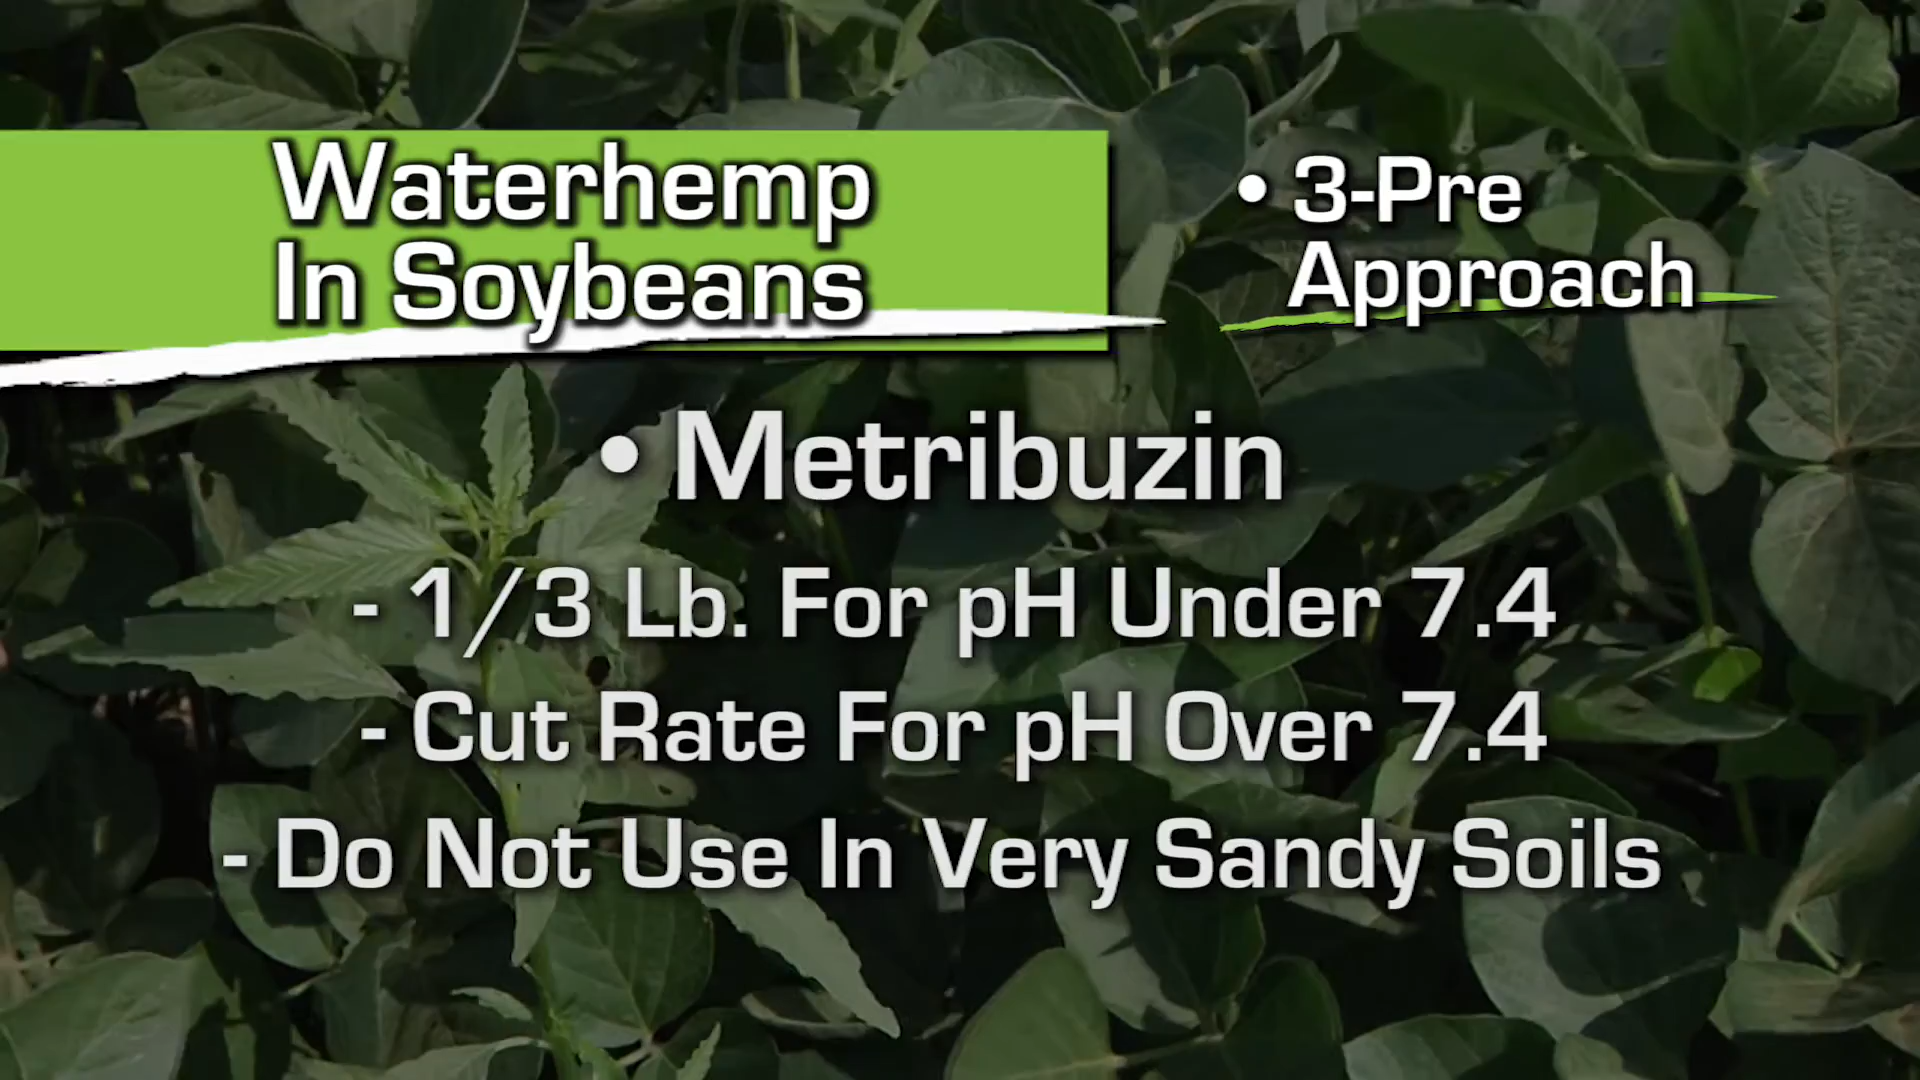 Waterhemp
In Soybeans
• 3-Pre
Approach
• Metribuzin
- 1/3 Lb. For pH Under 7.4
- Cut Rate For pH Over 7.4
- Do Not Use In Very Sandy Soils